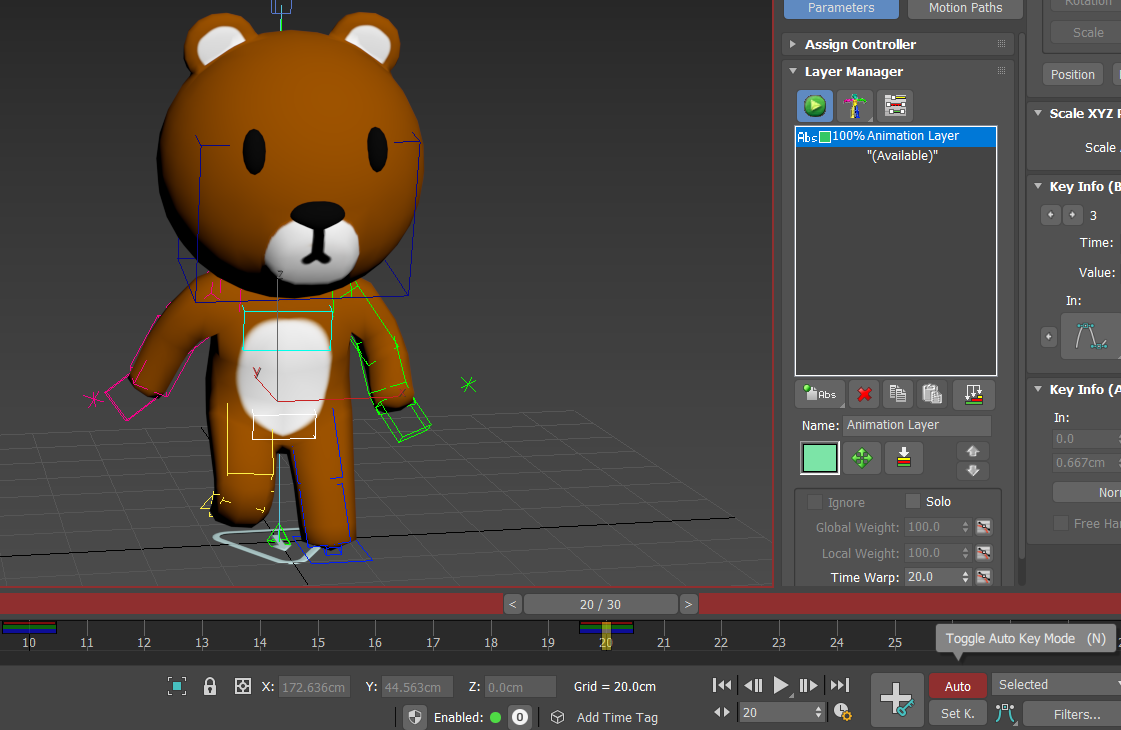 Parameters
Motion Paths
Rotation
Scale
Assign Controller
Layer Manager
Position
Abs 100% Animation Layer
"(Available)"
Scale XYZ
Scale
Key Info (B
3
Time:
Value:
In:
Abs
Name: Animation Layer
Key Info (A
In:
0.0
0.667cm
Ignore
Solo
Global Weight: 100.0
Local Weight: 100.0
Time Warp: 20.0
Nor
Free Ha
z
y
< 20 / 30 >
10 11 12 13 14 15 16 17 18 19 20 21 22 23 24 25
Toggle Auto Key Mode (N)
X: 172.636cm Y: 44.563cm Z: 0.0cm Grid = 20.0cm
Auto
Selected
Enabled: 0 Add Time Tag
20
Set K.
Filters...